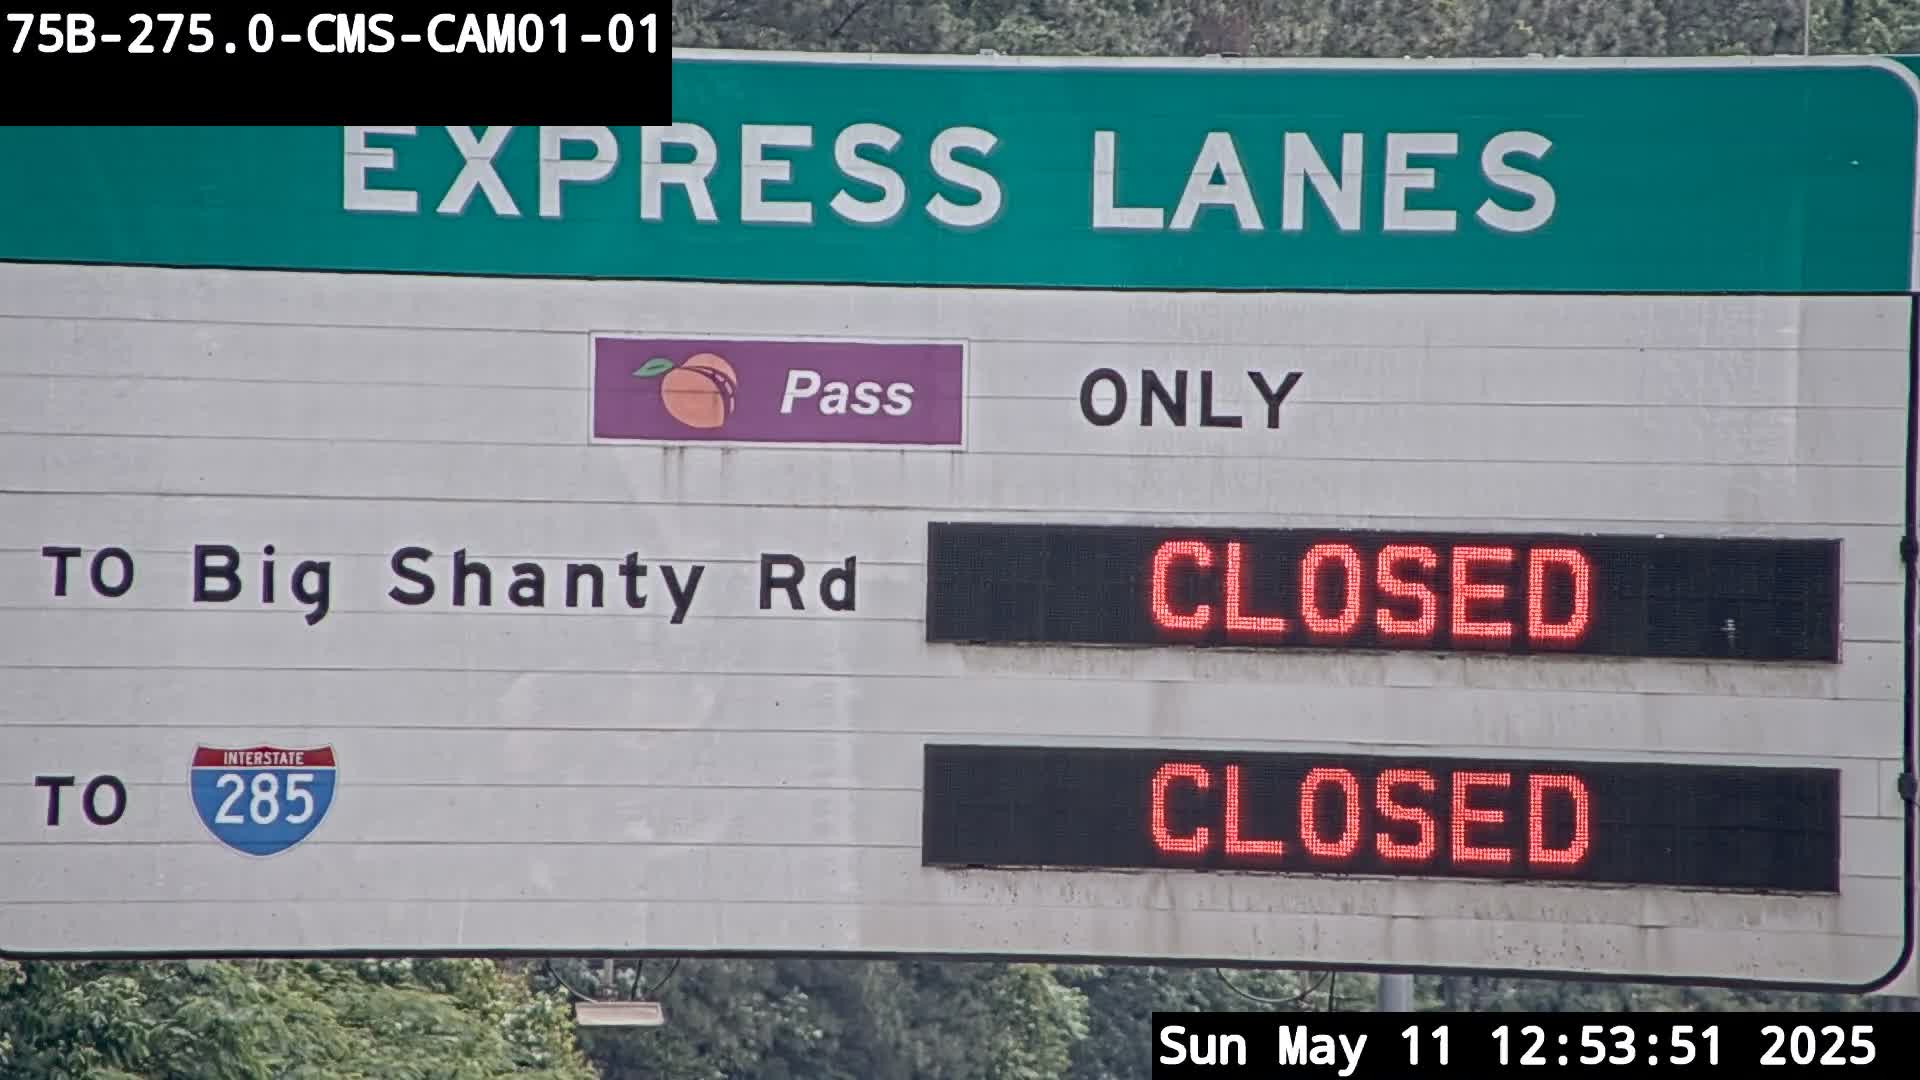 75B-275.0-CMS-CAM01-01
EXPRESS LANES
Pass ONLY
TO Big Shanty Rd CLOSED
TO INTERSTATE 285 CLOSED
Sun May 11 12:53:51 2025